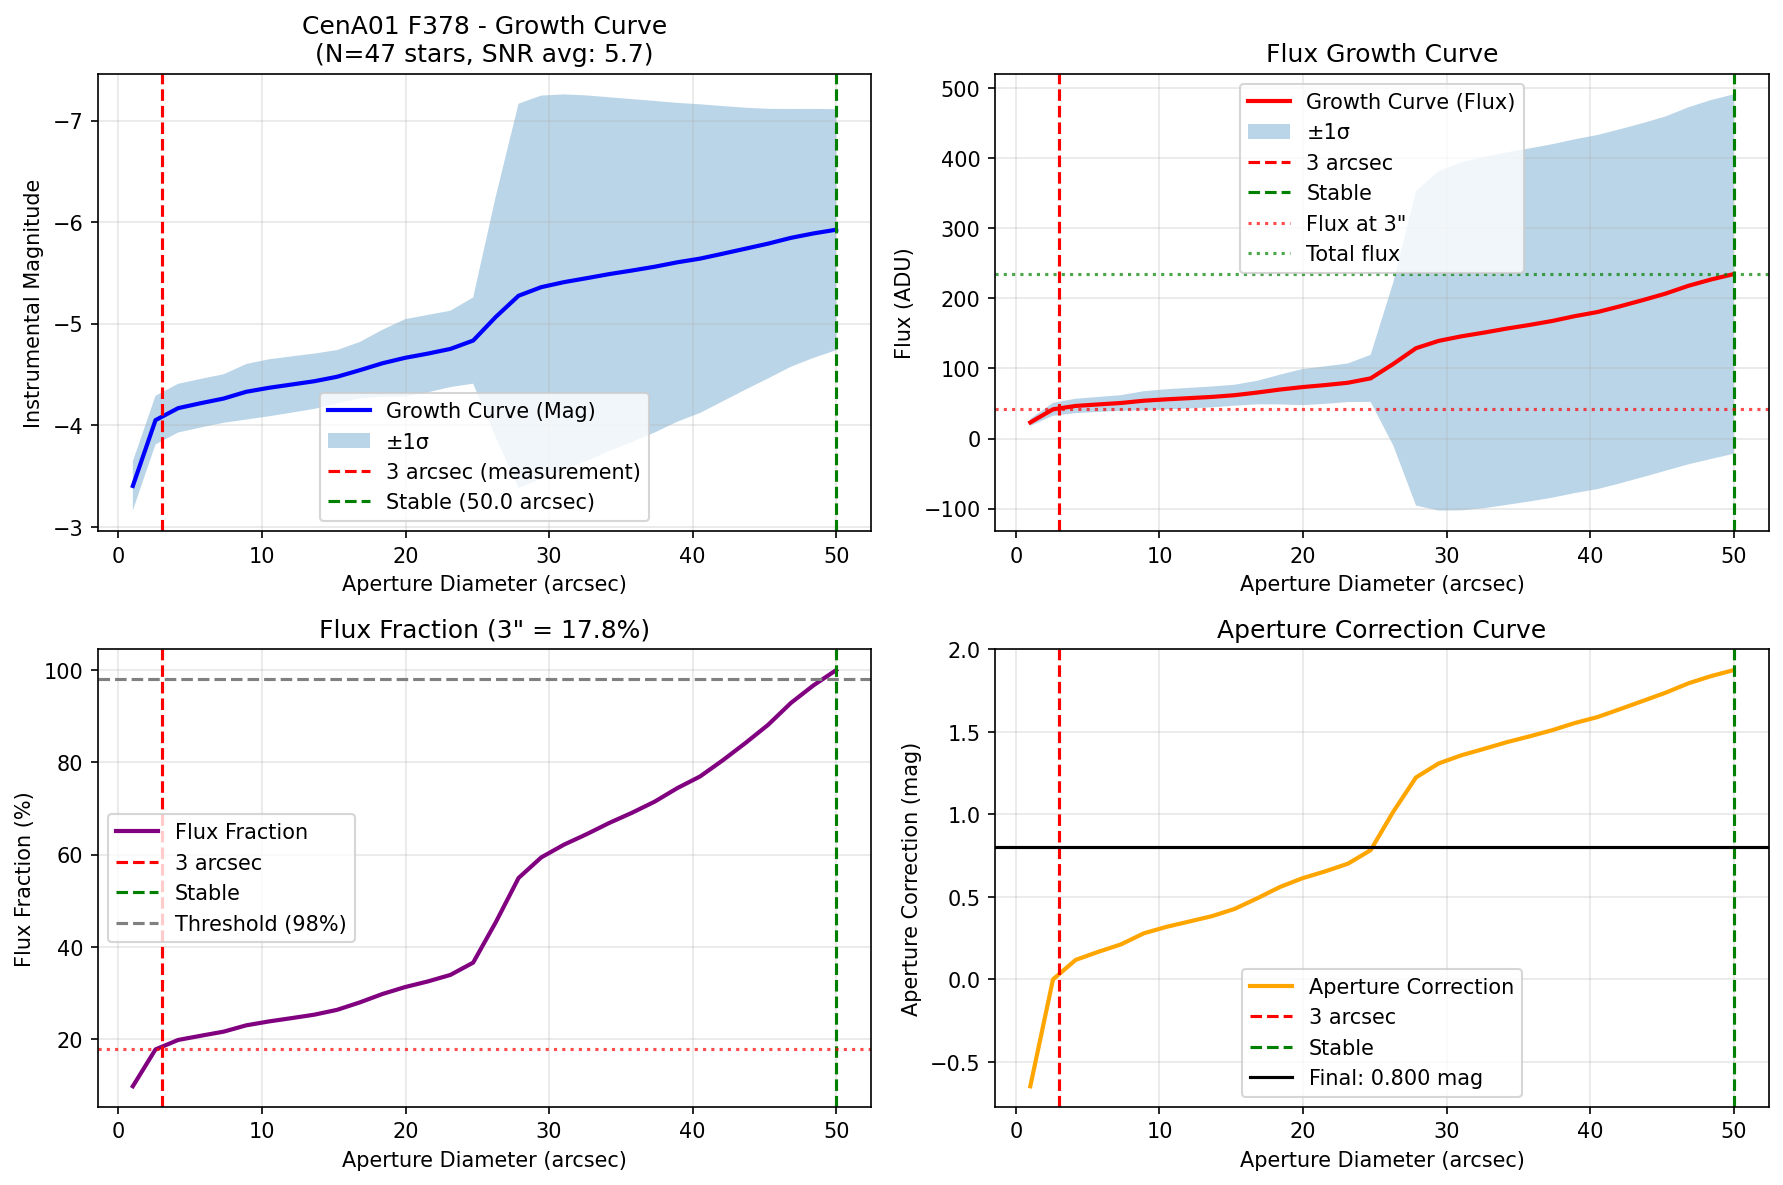 CenA01 F378 - Growth Curve
(N=47 stars, SNR avg: 5.7)
Instrumental Magnitude
−7
−6
−5
−4
−3
Growth Curve (Mag)
±1σ
3 arcsec (measurement)
Stable (50.0 arcsec)
0 10 20 30 40 50
Aperture Diameter (arcsec)
Flux Growth Curve
Flux (ADU)
500
400
300
200
100
0
−100
Growth Curve (Flux)
±1σ
3 arcsec
Stable
Flux at 3"
Total flux
0 10 20 30 40 50
Aperture Diameter (arcsec)
Flux Fraction (3" = 17.8%)
Flux Fraction (%)
100
80
60
40
20
Flux Fraction
3 arcsec
Stable
Threshold (98%)
0 10 20 30 40 50
Aperture Diameter (arcsec)
Aperture Correction Curve
Aperture Correction (mag)
2.0
1.5
1.0
0.5
0.0
−0.5
Aperture Correction
3 arcsec
Stable
Final: 0.800 mag
0 10 20 30 40 50
Aperture Diameter (arcsec)